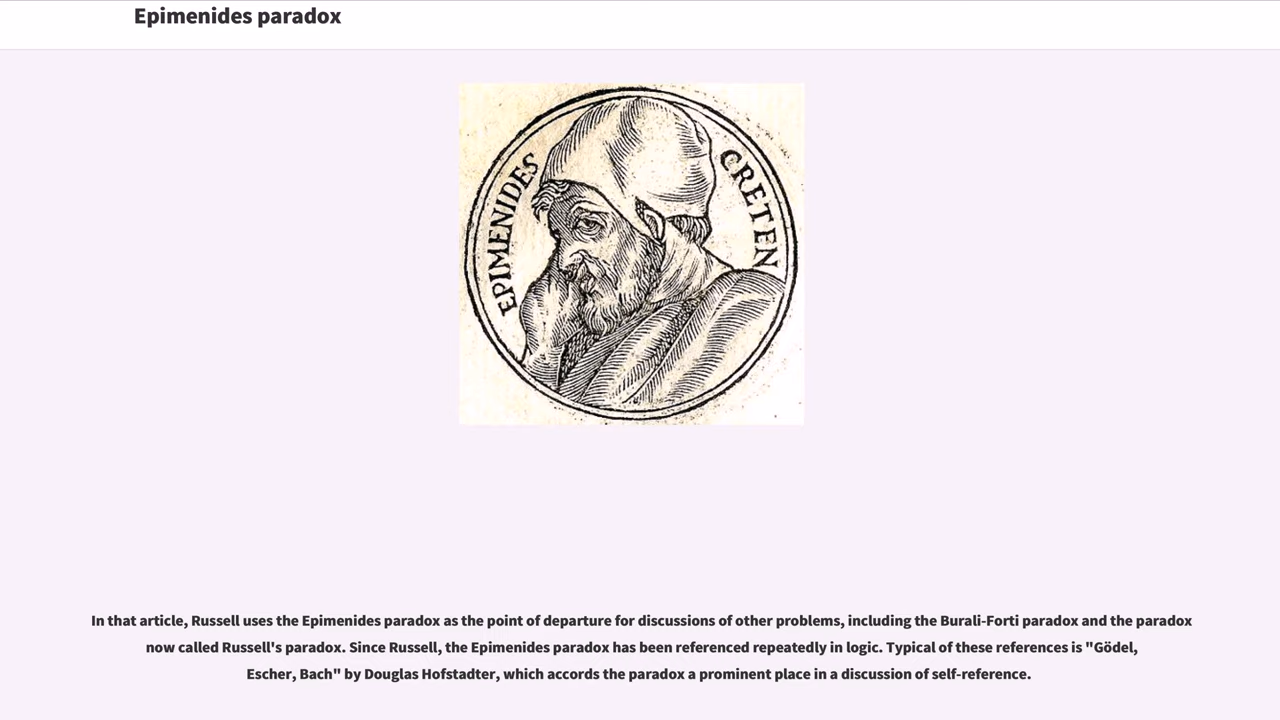 Epimenides paradox
EPIMENIDES CRETEN
In that article, Russell uses the Epimenides paradox as the point of departure for discussions of other problems, including the Burali-Forti paradox and the paradox
now called Russell's paradox. Since Russell, the Epimenides paradox has been referenced repeatedly in logic. Typical of these references is "Gödel,
Escher, Bach" by Douglas Hofstadter, which accords the paradox a prominent place in a discussion of self-reference.